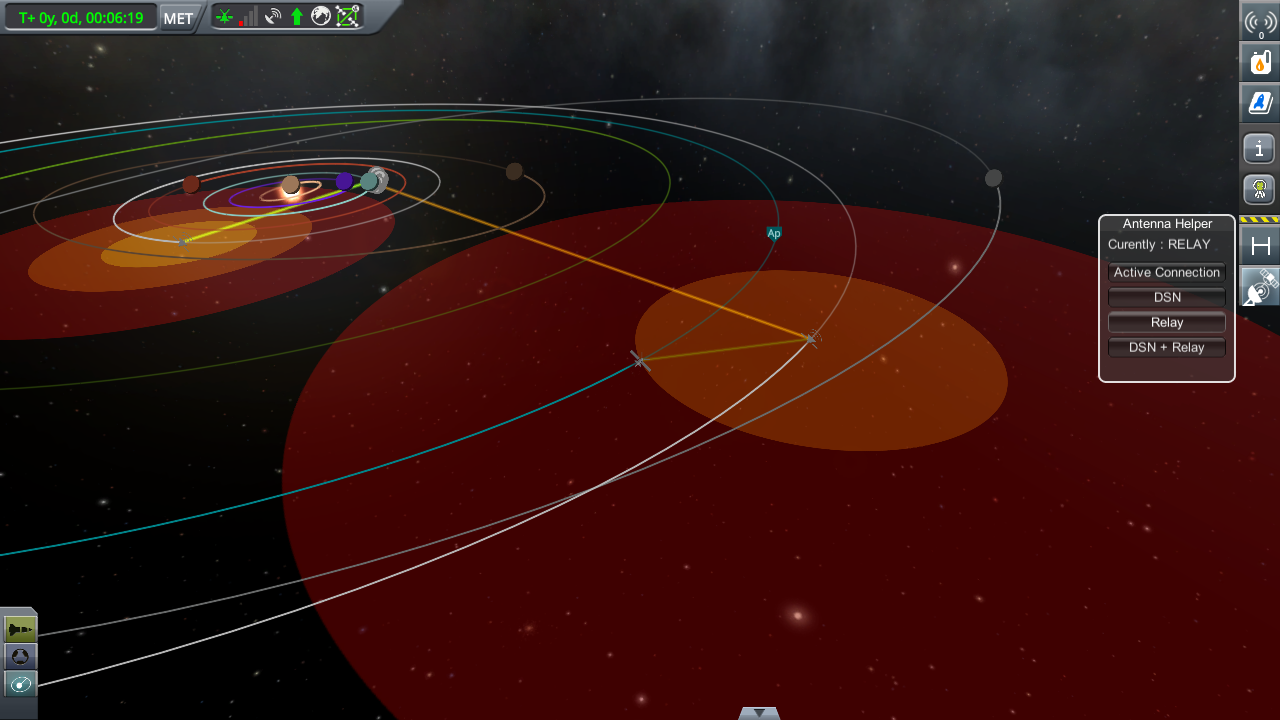 T+ 0y, 0d, 00:06:19
MET
0
Ap
Antenna Helper
Curently : RELAY
Active Connection
DSN
Relay
DSN + Relay